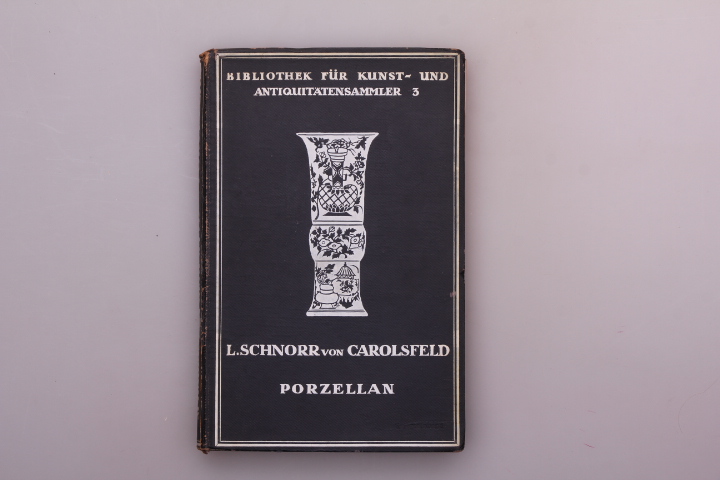 BIBLIOTHEK FÜR KUNST- UND
ANTIQUITÄTENSAMMLER 3
L. SCHNORR VON CAROLSFELD
PORZELLAN